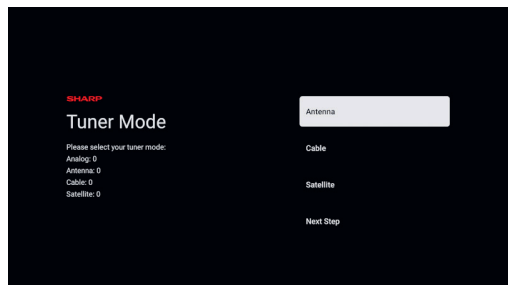 SHARP
Tuner Mode
Please select your tuner mode:
Analog: 0
Antenna: 0
Cable: 0
Satellite: 0
Antenna
Cable
Satellite
Next Step